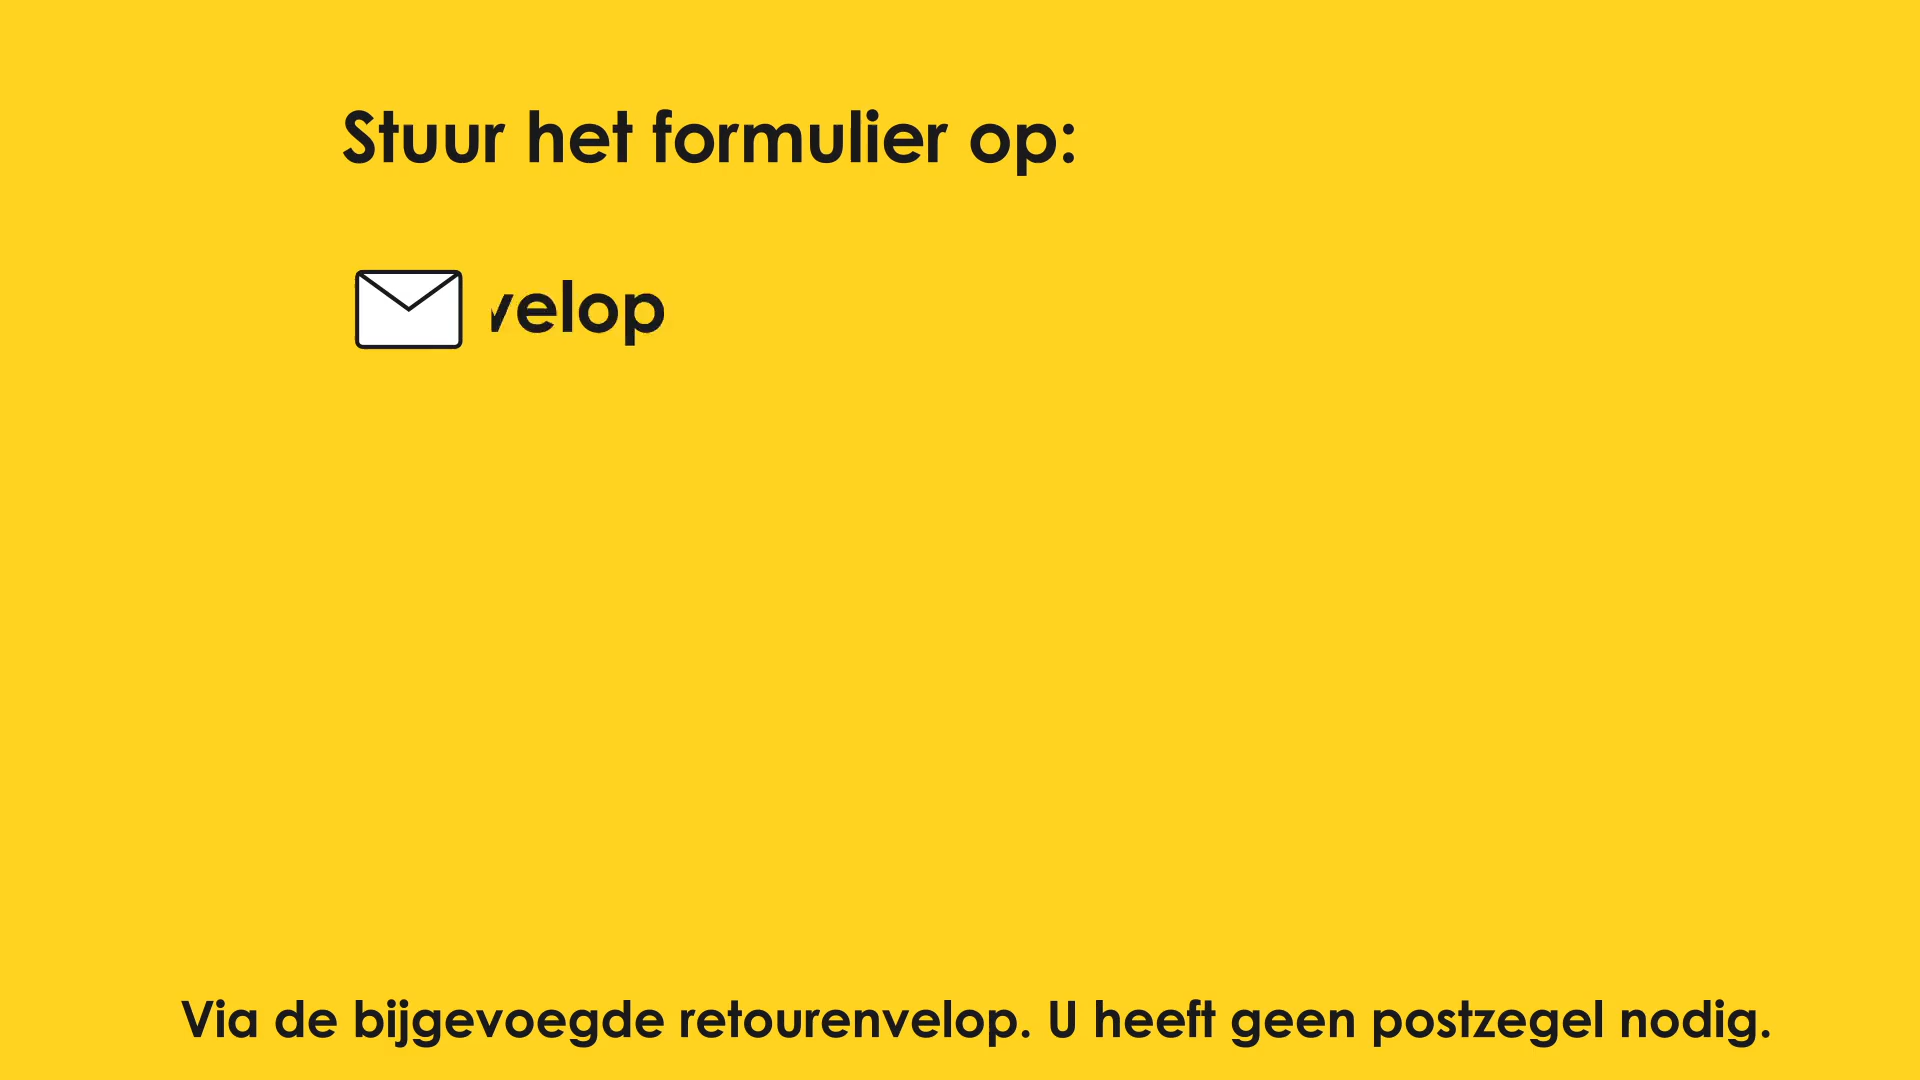 Stuur het formulier op:
velop
Via de bijgevoegde retourenvelop. U heeft geen postzegel nodig.